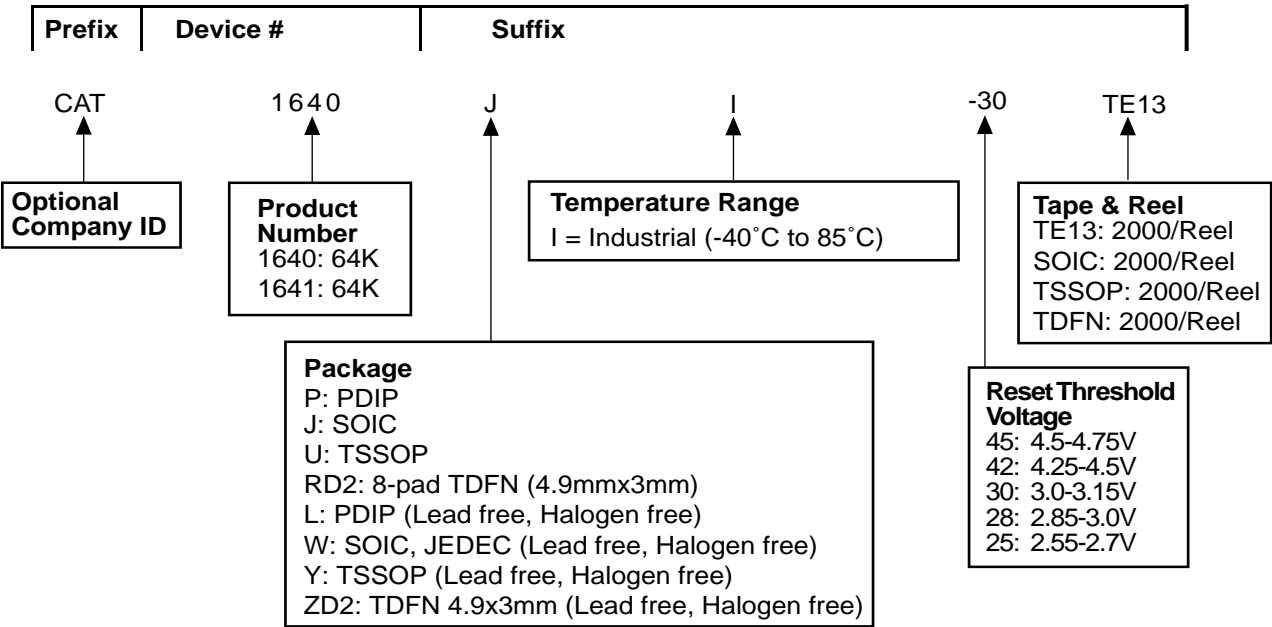 Prefix Device # Suffix
CAT 1640 J I -30 TE13
Optional
Company ID
Product
Number
1640: 64K
1641: 64K
Temperature Range
I = Industrial (-40˚C to 85˚C)
Tape & Reel
TE13: 2000/Reel
SOIC: 2000/Reel
TSSOP: 2000/Reel
TDFN: 2000/Reel
Package
P: PDIP
J: SOIC
U: TSSOP
RD2: 8-pad TDFN (4.9mmx3mm)
L: PDIP (Lead free, Halogen free)
W: SOIC, JEDEC (Lead free, Halogen free)
Y: TSSOP (Lead free, Halogen free)
ZD2: TDFN 4.9x3mm (Lead free, Halogen free)
Reset Threshold
Voltage
45: 4.5-4.75V
42: 4.25-4.5V
30: 3.0-3.15V
28: 2.85-3.0V
25: 2.55-2.7V